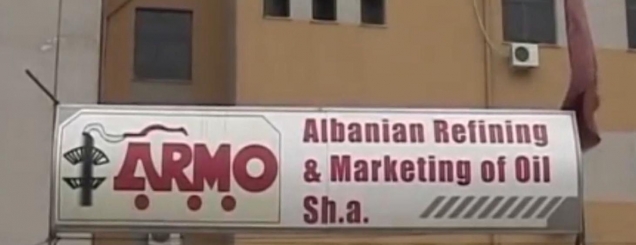 ARMO
Albanian Refining
& Marketing of Oil
Sh.a.